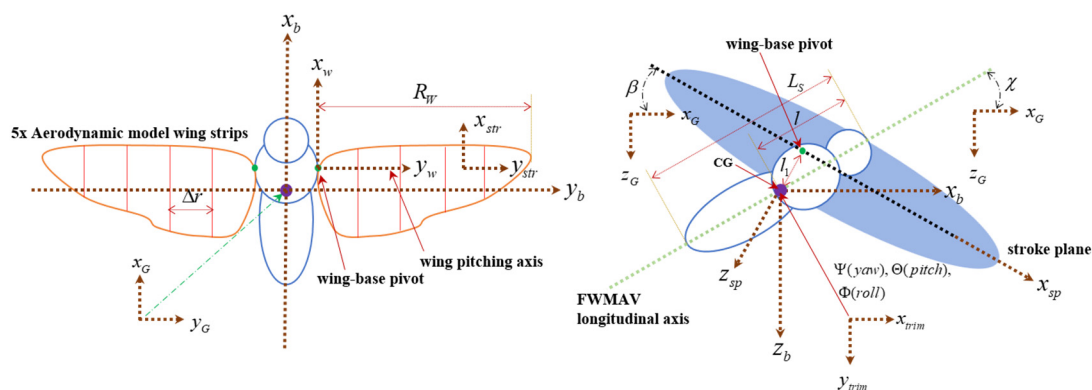 x_b
x_w
R_W
5x Aerodynamic model wing strips
x_str
y_w
y_str
y_b
Δr
wing pitching axis
wing-base pivot
x_G
y_G
wing-base pivot
L_S
β
χ
x_G
l
x_G
z_G
CG
l_1
z_G
x_b
stroke plane
z_sp
Ψ(yaw), Θ(pitch),
Φ(roll)
x_sp
FWMAV
longitudinal axis
x_trim
z_b
y_trim